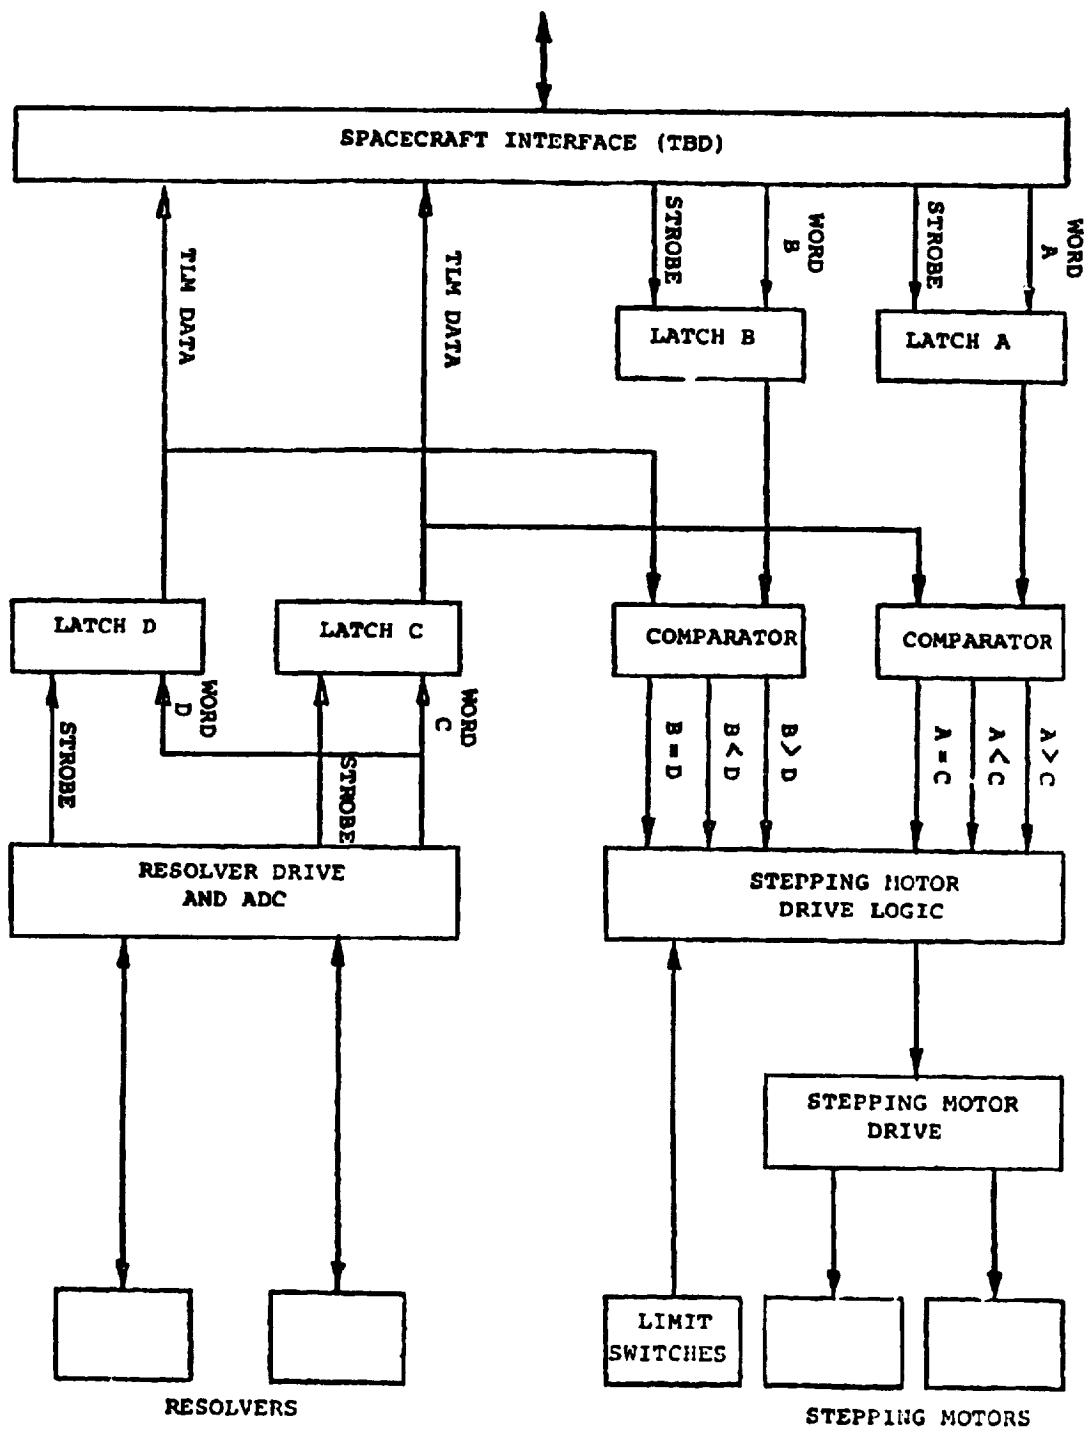 SPACECRAFT INTERFACE (TBD)
TLM DATA
TLM DATA
STROBE
WORD
B
STROBE
WORD
A
LATCH B
LATCH A
LATCH D
LATCH C
COMPARATOR
COMPARATOR
STROBE
WORD
D
STROBE
WORD
C
B = D
B < D
B > D
A = C
A < C
A > C
RESOLVER DRIVE
AND ADC
STEPPING MOTOR
DRIVE LOGIC
STEPPING MOTOR
DRIVE
LIMIT
SWITCHES
RESOLVERS
STEPPING MOTORS